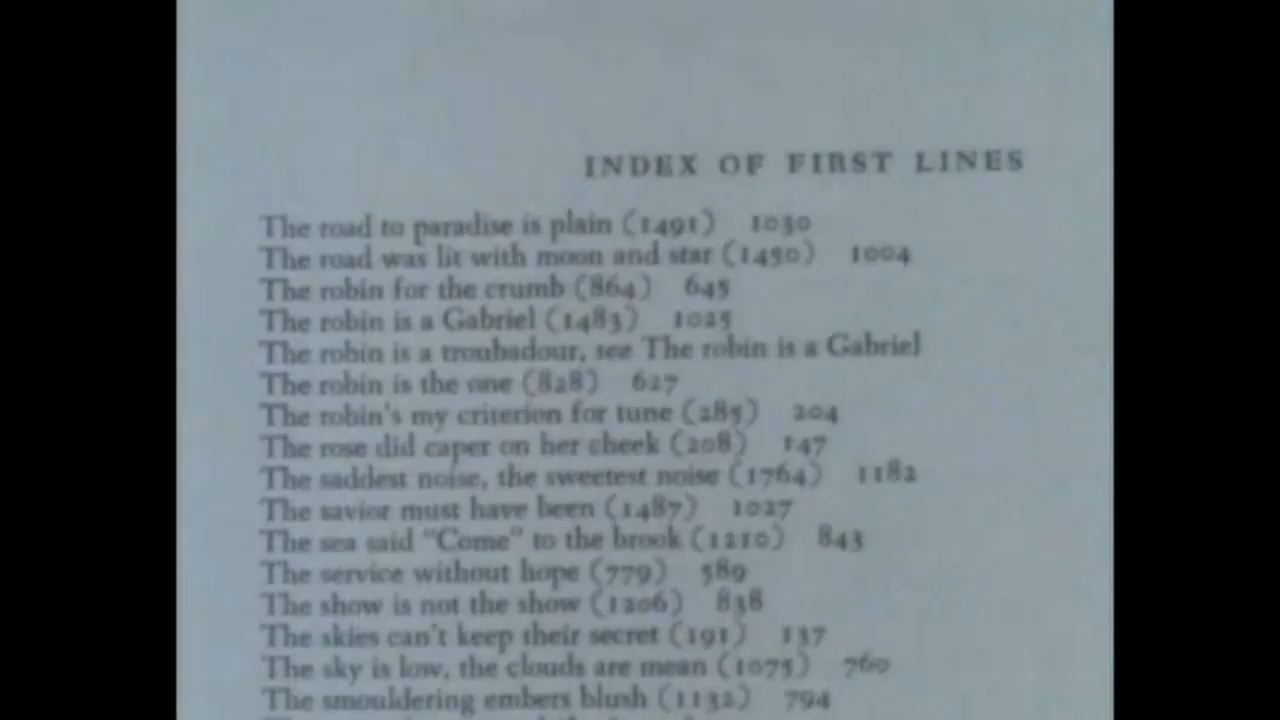 INDEX OF FIRST LINES
The road to paradise is plain (1491) 1030
The road was lit with moon and star (1450) 1004
The robin for the crumb (864) 645
The robin is a Gabriel (1483) 1025
The robin is a troubadour, see The robin is a Gabriel
The robin is the one (828) 627
The robin's my criterion for tune (285) 204
The rose did caper on her cheek (208) 147
The saddest noise, the sweetest noise (1764) 1182
The savior must have been (1487) 1027
The sea said "Come" to the brook (1210) 843
The service without hope (779) 589
The show is not the show (1206) 838
The skies can't keep their secret (191) 137
The sky is low, the clouds are mean (1075) 760
The smouldering embers blush (1132) 794